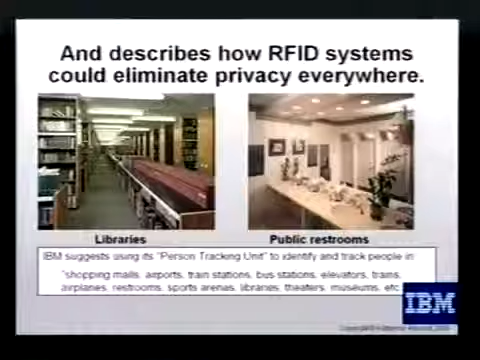 And describes how RFID systems
could eliminate privacy everywhere.
Libraries
Public restrooms
IBM suggests using its "Person Tracking Unit" to identify and track people in
"shopping malls, airports, train stations, bus stations, elevators, trains,
airplanes, restrooms, sports arenas, libraries, theaters, museums, etc
IBM